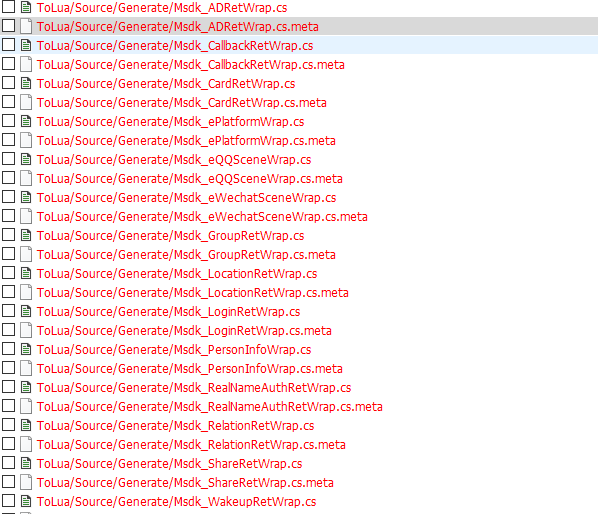 ToLua/Source/Generate/Msdk_ADRetWrap.cs
ToLua/Source/Generate/Msdk_ADRetWrap.cs.meta
ToLua/Source/Generate/Msdk_CallbackRetWrap.cs
ToLua/Source/Generate/Msdk_CallbackRetWrap.cs.meta
ToLua/Source/Generate/Msdk_CardRetWrap.cs
ToLua/Source/Generate/Msdk_CardRetWrap.cs.meta
ToLua/Source/Generate/Msdk_ePlatformWrap.cs
ToLua/Source/Generate/Msdk_ePlatformWrap.cs.meta
ToLua/Source/Generate/Msdk_eQQSceneWrap.cs
ToLua/Source/Generate/Msdk_eQQSceneWrap.cs.meta
ToLua/Source/Generate/Msdk_eWechatSceneWrap.cs
ToLua/Source/Generate/Msdk_eWechatSceneWrap.cs.meta
ToLua/Source/Generate/Msdk_GroupRetWrap.cs
ToLua/Source/Generate/Msdk_GroupRetWrap.cs.meta
ToLua/Source/Generate/Msdk_LocationRetWrap.cs
ToLua/Source/Generate/Msdk_LocationRetWrap.cs.meta
ToLua/Source/Generate/Msdk_LoginRetWrap.cs
ToLua/Source/Generate/Msdk_LoginRetWrap.cs.meta
ToLua/Source/Generate/Msdk_PersonInfoWrap.cs
ToLua/Source/Generate/Msdk_PersonInfoWrap.cs.meta
ToLua/Source/Generate/Msdk_RealNameAuthRetWrap.cs
ToLua/Source/Generate/Msdk_RealNameAuthRetWrap.cs.meta
ToLua/Source/Generate/Msdk_RelationRetWrap.cs
ToLua/Source/Generate/Msdk_RelationRetWrap.cs.meta
ToLua/Source/Generate/Msdk_ShareRetWrap.cs
ToLua/Source/Generate/Msdk_ShareRetWrap.cs.meta
ToLua/Source/Generate/Msdk_WakeupRetWrap.cs